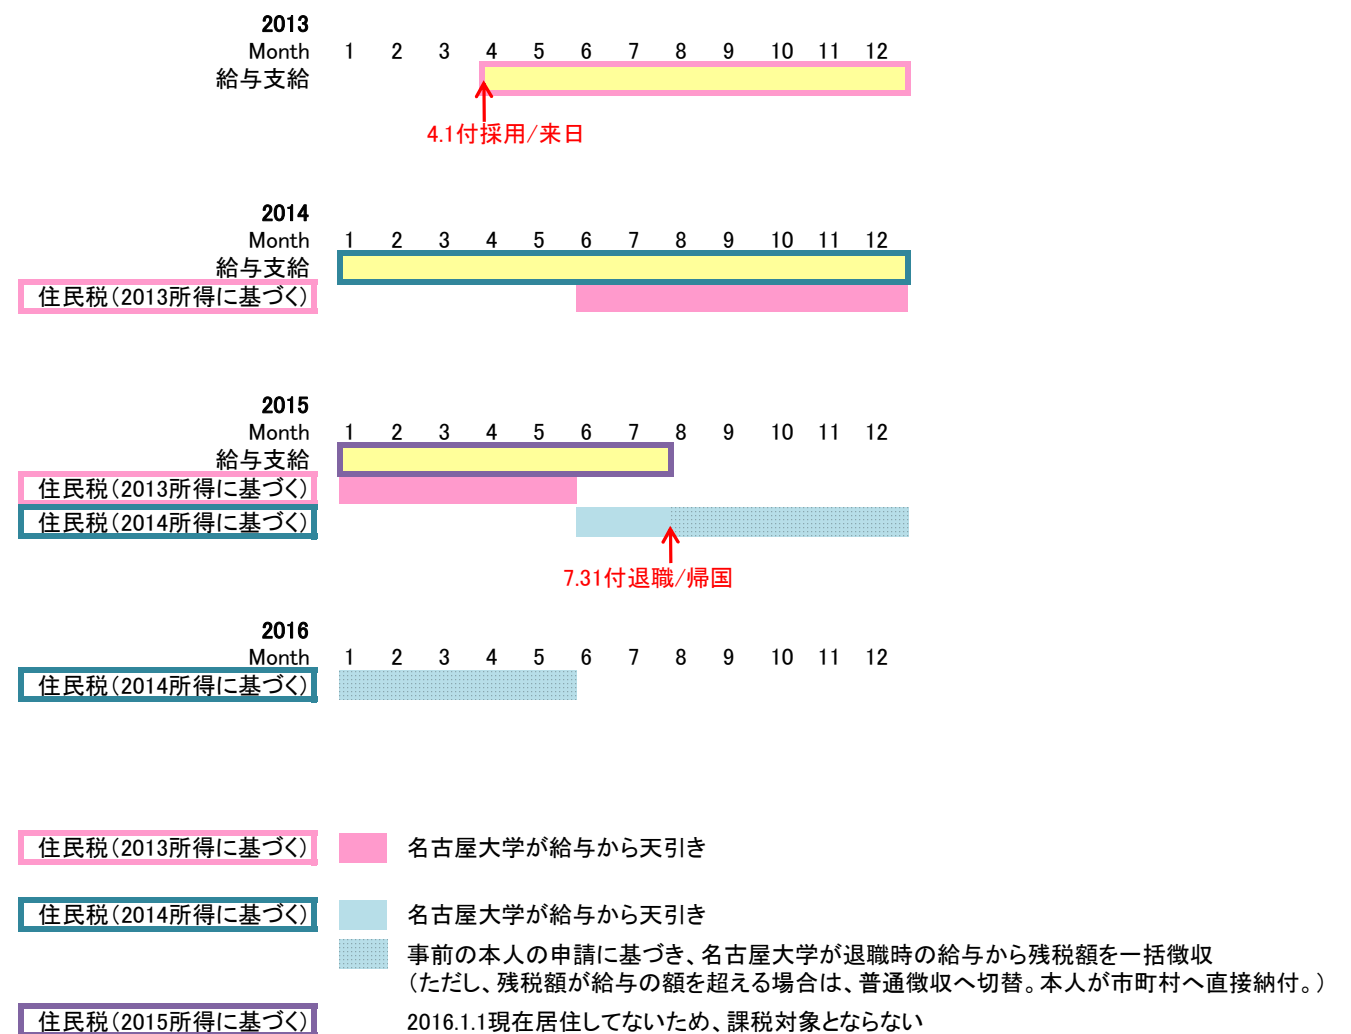 2013
Month 1 2 3 4 5 6 7 8 9 10 11 12
給与支給
4.1付採用/来日
2014
Month 1 2 3 4 5 6 7 8 9 10 11 12
給与支給
住民税(2013所得に基づく)
2015
Month 1 2 3 4 5 6 7 8 9 10 11 12
給与支給
住民税(2013所得に基づく)
住民税(2014所得に基づく)
7.31付退職/帰国
2016
Month 1 2 3 4 5 6 7 8 9 10 11 12
住民税(2014所得に基づく)
住民税(2013所得に基づく) 名古屋大学が給与から天引き
住民税(2014所得に基づく) 名古屋大学が給与から天引き
事前の本人の申請に基づき、名古屋大学が退職時の給与から残税額を一括徴収
(ただし、残税額が給与の額を超える場合は、普通徴収へ切替。本人が市町村へ直接納付。)
住民税(2015所得に基づく) 2016.1.1現在居住してないため、課税対象とならない